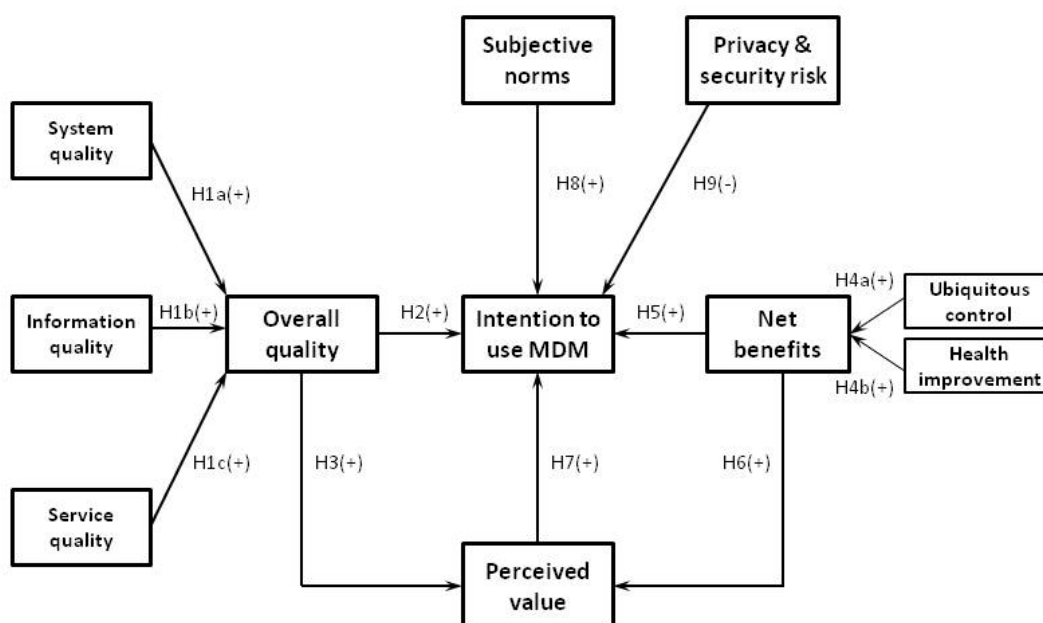 Subjective
norms
Privacy &
security risk
System
quality
H1a(+)
H8(+)
H9(-)
H4a(+)
Ubiquitous
control
Information
quality
H1b(+)
Overall
quality
H2(+)
Intention to
use MDM
H5(+)
Net
benefits
Health
improvement
H4b(+)
H1c(+)
H3(+)
H7(+)
H6(+)
Service
quality
Perceived
value